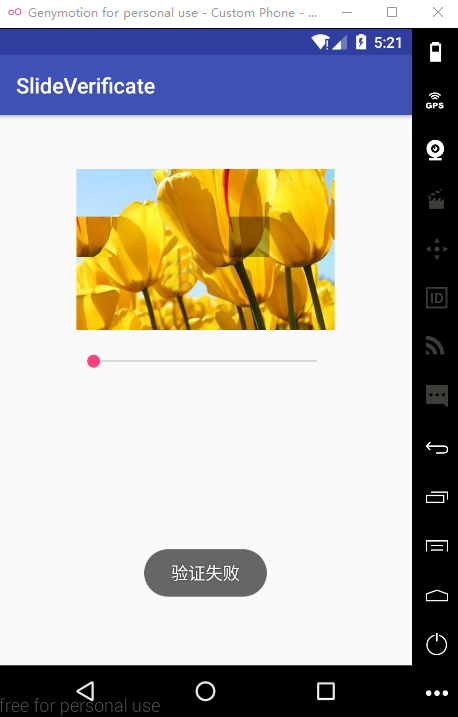 Genymotion for personal use - Custom Phone - ...
5:21
SlideVerificate
GPS
ID
验证失败
free for personal use